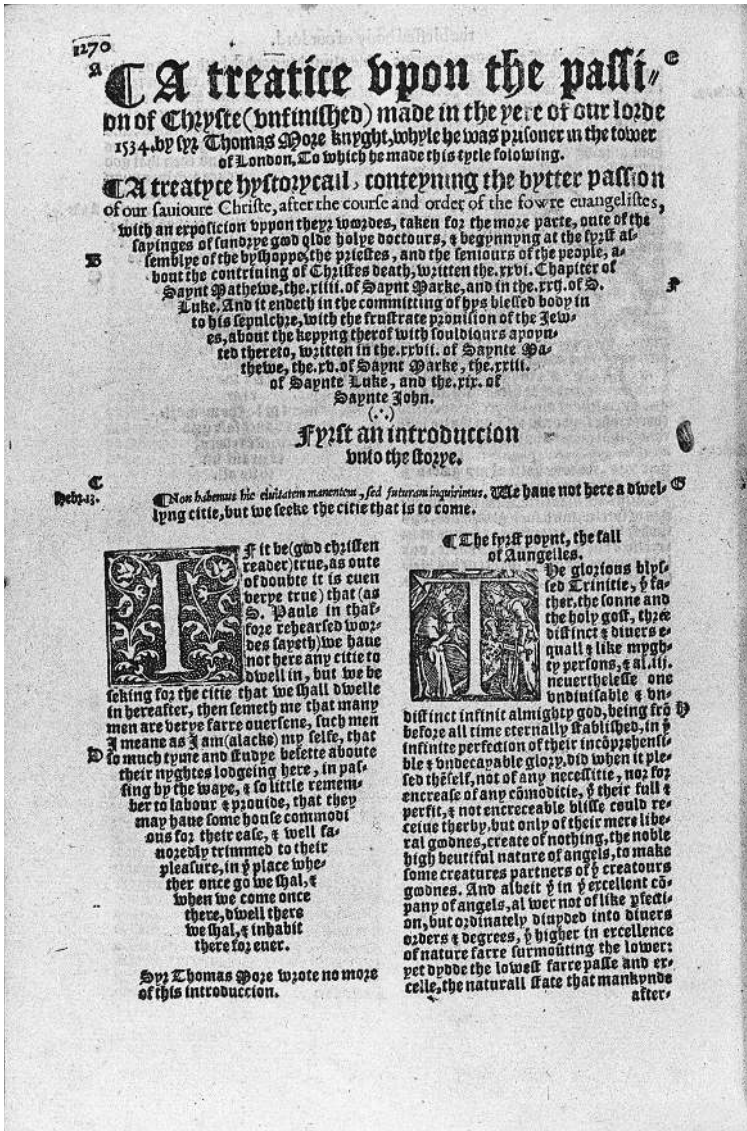 1270
A
¶A treatice vpon the passi⸗
C
on of Chryste (vnfinished) made in the yere of our lorde
1534. by syr Thomas More knyght, whyle he was prisoner in the tower
of London, To which he made this tytle folowing.
¶A treatyce hystorycall, conteyning the bytter passion
of our sauioure Christe, after the course and order of the fowre euangelistes,
with an exposicion vppon theyr woordes, taken for the more parte, oute of the
sayinges of sundrye good olde holye doctours, & begynnyng at the fyrst as⸗
semblye of the byshoppes, the priestes, and the seniours of the people, a⸗
B
bout the contriuing of Christes death, written the .xxvi. Chapiter of
Saynt Mathewe, the .xiiii. of Saynt Marke, and in the .xxij. of S.
F
Luke. And it endeth in the committing of hys blessed body in
to his sepulchre, with the frustrate prouision of the Jew⸗
es, about the kepyng therof with souldiours apoyn⸗
ted thereto, written in the .xxvii. of Saynte Ma⸗
thewe, the .xv. of Saynt Marke, the .xxiii.
of Saynte Luke, and the .xix. of
Saynte John.
(∴)
Fyrst an introduccion
vnto the storye.
C
Hebr. 13.
¶Non habemus hic ciuitatem manentem, sed futuram inquirimus. We haue not here a dwel⸗
G
lyng citie, but we seeke the citie that is to come.
IF it be (good christen
reader) true, as oute
of doubte it is euen
verye true) that (as
S. Paule in thaf⸗
fore rehearsed woor⸗
des sayeth) we haue
not here any citie to
dwell in, but we be
seking for the citie that we shall dwelle
in hereafter, then semeth me that many
men are verye farre ouersene, such men
I meane as I am (alacke) my selfe, that
D
so much tyme and studye besette aboute
their nyghtes lodgeing here, in pas⸗
sing by the waye, & so little remem⸗
ber to labour & prouide, that they
may haue some house commodi
ous for their ease, & well fa⸗
uoredly trimmed to their
pleasure, in yͤ place whe⸗
ther once go we shal, &
when we come once
there, dwell there
we shal, & inhabit
there for euer.
Syr Thomas More wrote no more
of this introduccion.
¶The fyrst poynt, the fall
of Aungelles.
The glorious blys⸗
sed Trinitie, yͤ fa⸗
ther, the sonne and
the holy gost, three
distinct & diuers e⸗
quall & like mygh⸗
ty persons, & al .iij.
neuerthelesse one
vndiuisable & vn⸗
distinct infinit almighty god, being frō
H
before all time eternally stablished, in yͤ
infinite perfection of their incōprehensi⸗
ble & vndecayable glory, did when it ple⸗
sed thēself, not of any necessitie, nor for
encrease of any cōmoditie, yͭ their full &
perfit, & not encreceable blisse could re⸗
ceiue therby, but only of their mere libe⸗
ral goodnes, create of nothing, the noble
high beutiful nature of angels, to make
some creatures partners of yͤ creatours
goodnes. And albeit yͭ in yͤ excellent cō⸗
pany of angels, al wer not of like ꝑfecti⸗
on, but ordinately diuyded into diuers
orders & degrees, yͤ higher in excellence
of nature farre surmoūting the lower:
yet dydde the lowest farre passe and ex⸗
celle, the naturall state that mankynde
after⸗